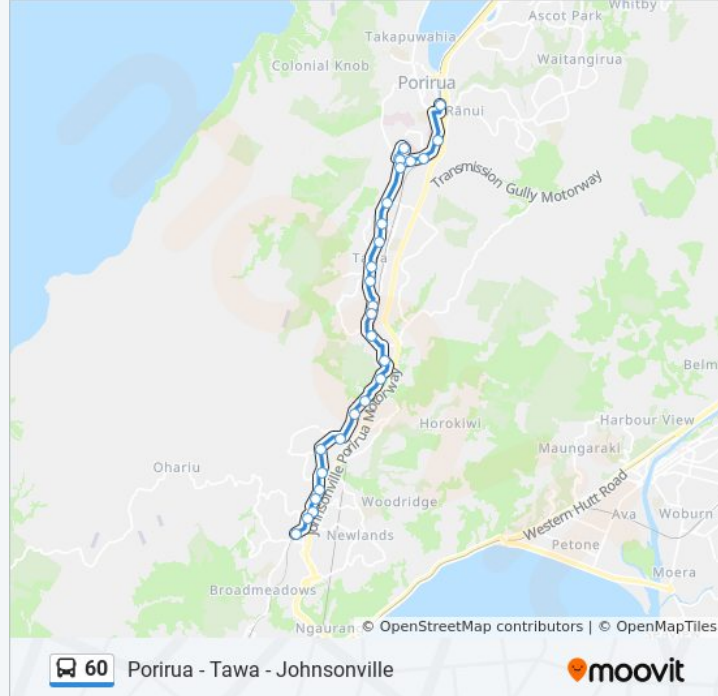 Whitby
Ascot Park
Takapuwahia
Waitangirua
Colonial Knob
Porirua
Rānui
Transmission Gully Motorway
Tawa
Belm
Johnsonville Porirua Motorway
Horokiwi
Harbour View
Maungaraki
Ohariu
Western Hutt Road
Woodridge
Ava
Woburn
Newlands
Petone
Moera
Broadmeadows
Ngauran
© OpenStreetMap contributors | © OpenMapTiles
60 Porirua - Tawa - Johnsonville
moovit